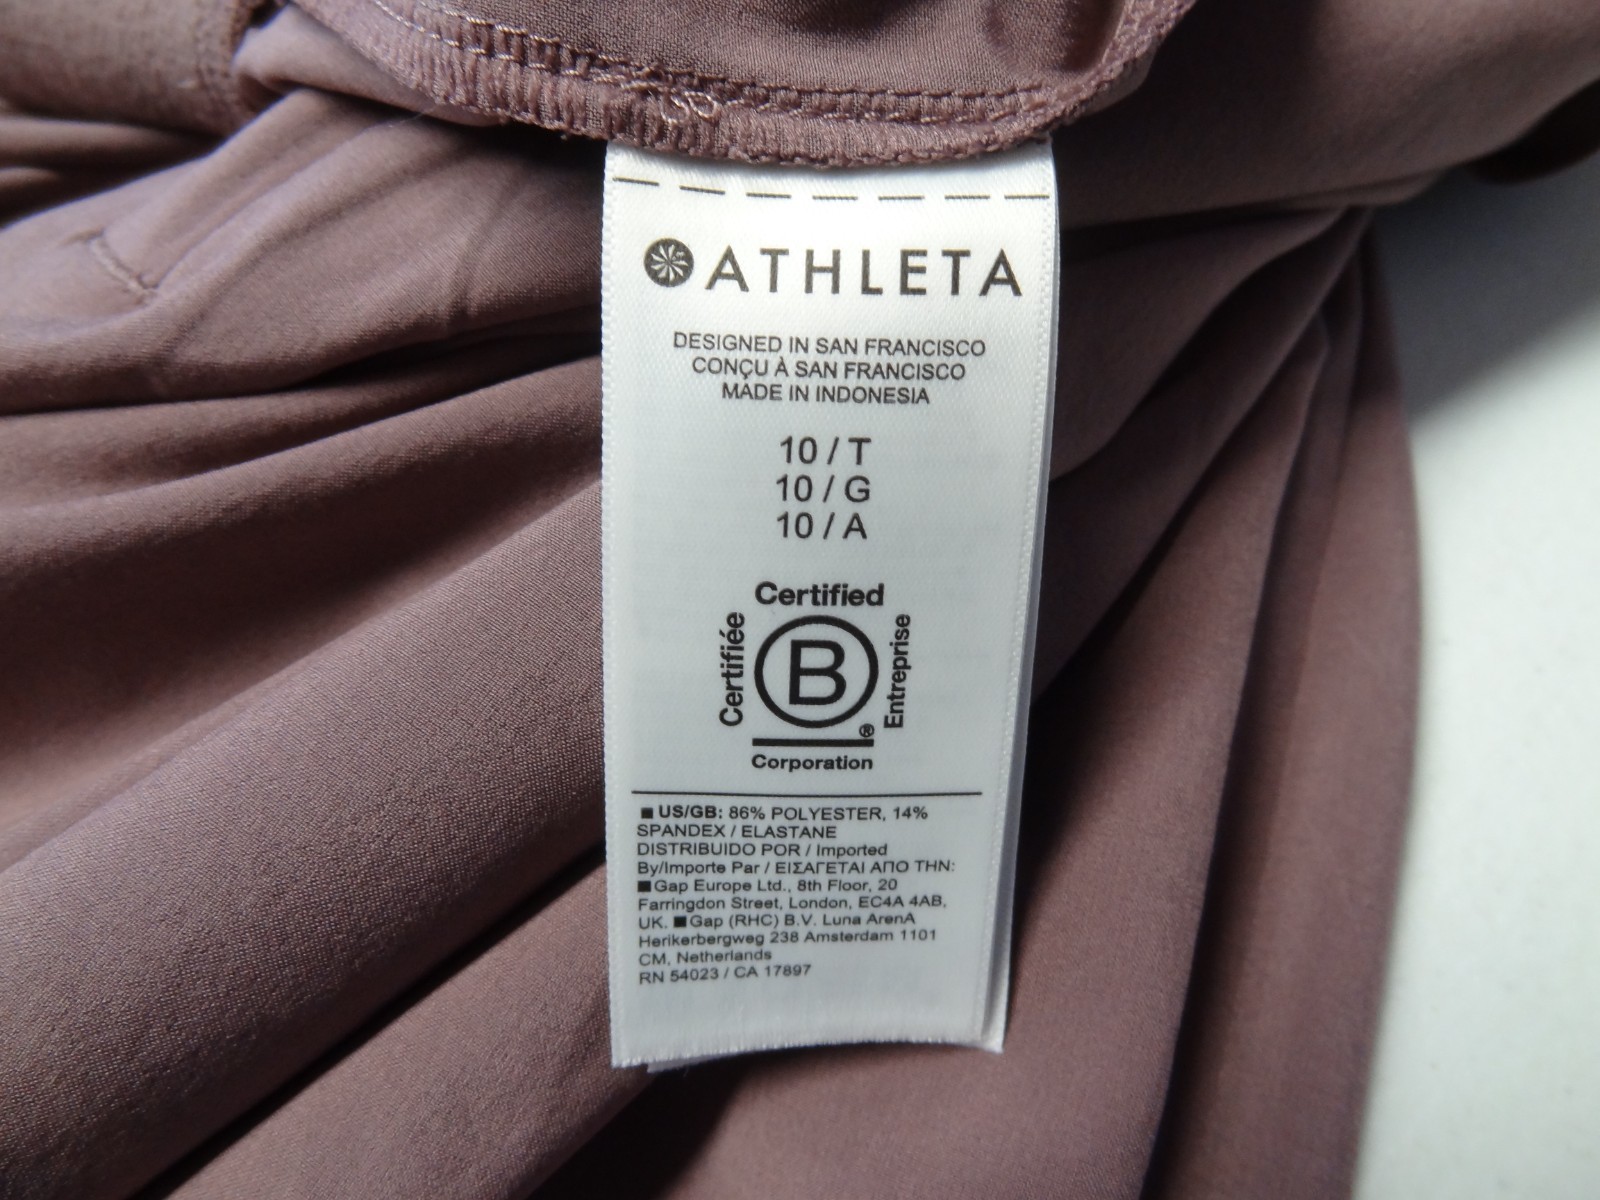 ATHLETA
DESIGNED IN SAN FRANCISCO
CONÇU À SAN FRANCISCO
MADE IN INDONESIA
10 / T
10 / G
10 / A
Certified
Certifiée
B
Entreprise
®
Corporation
■ US/GB: 86% POLYESTER, 14%
SPANDEX / ELASTANE
DISTRIBUIDO POR / Imported
By/Importe Par / ΕΙΣΑΓΕΤΑΙ ΑΠΟ ΤΗΝ:
■ Gap Europe Ltd., 8th Floor, 20
Farringdon Street, London, EC4A 4AB,
UK. ■ Gap (RHC) B.V. Luna ArenA
Herikerbergweg 238 Amsterdam 1101
CM, Netherlands
RN 54023 / CA 17897